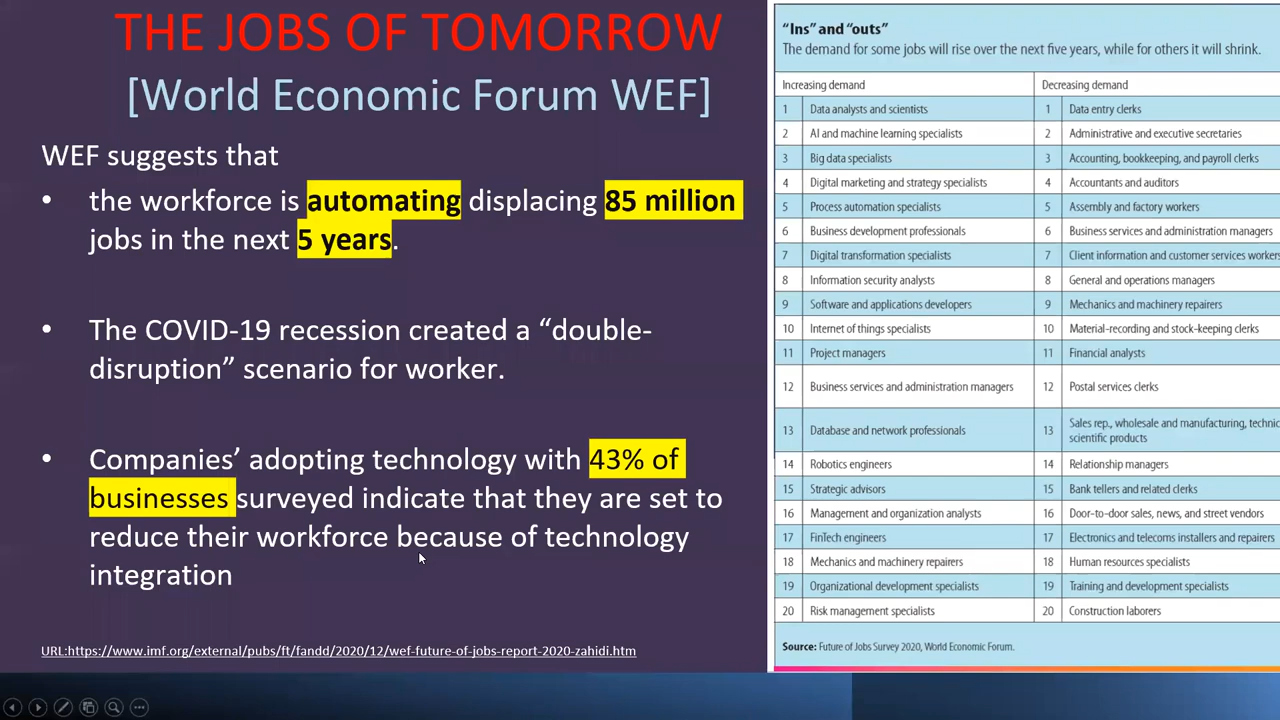 THE JOBS OF TOMORROW
[World Economic Forum WEF]
WEF suggests that
• the workforce is automating displacing 85 million
jobs in the next 5 years.
• The COVID-19 recession created a “double-
disruption” scenario for worker.
• Companies’ adopting technology with 43% of
businesses surveyed indicate that they are set to
reduce their workforce because of technology
integration
URL:https://www.imf.org/external/pubs/ft/fandd/2020/12/wef-future-of-jobs-report-2020-zahidi.htm
“Ins” and “outs”
The demand for some jobs will rise over the next five years, while for others it will shrink.
Increasing demand Decreasing demand
1 Data analysts and scientists 1 Data entry clerks
2 AI and machine learning specialists 2 Administrative and executive secretaries
3 Big data specialists 3 Accounting, bookkeeping, and payroll clerks
4 Digital marketing and strategy specialists 4 Accountants and auditors
5 Process automation specialists 5 Assembly and factory workers
6 Business development professionals 6 Business services and administration managers
7 Digital transformation specialists 7 Client information and customer services workers
8 Information security analysts 8 General and operations managers
9 Software and applications developers 9 Mechanics and machinery repairers
10 Internet of things specialists 10 Material-recording and stock-keeping clerks
11 Project managers 11 Financial analysts
12 Business services and administration managers 12 Postal services clerks
13 Database and network professionals 13 Sales rep., wholesale and manufacturing,
scientific products
14 Robotics engineers 14 Relationship managers
15 Strategic advisors 15 Bank tellers and related clerks
16 Management and organization analysts 16 Door-to-door sales, news, and street vendors
17 FinTech engineers 17 Electronics and telecoms installers and repairers
18 Mechanics and machinery repairers 18 Human resources specialists
19 Organizational development specialists 19 Training and development specialists
20 Risk management specialists 20 Construction laborers
Source: Future of Jobs Survey 2020, World Economic Forum.